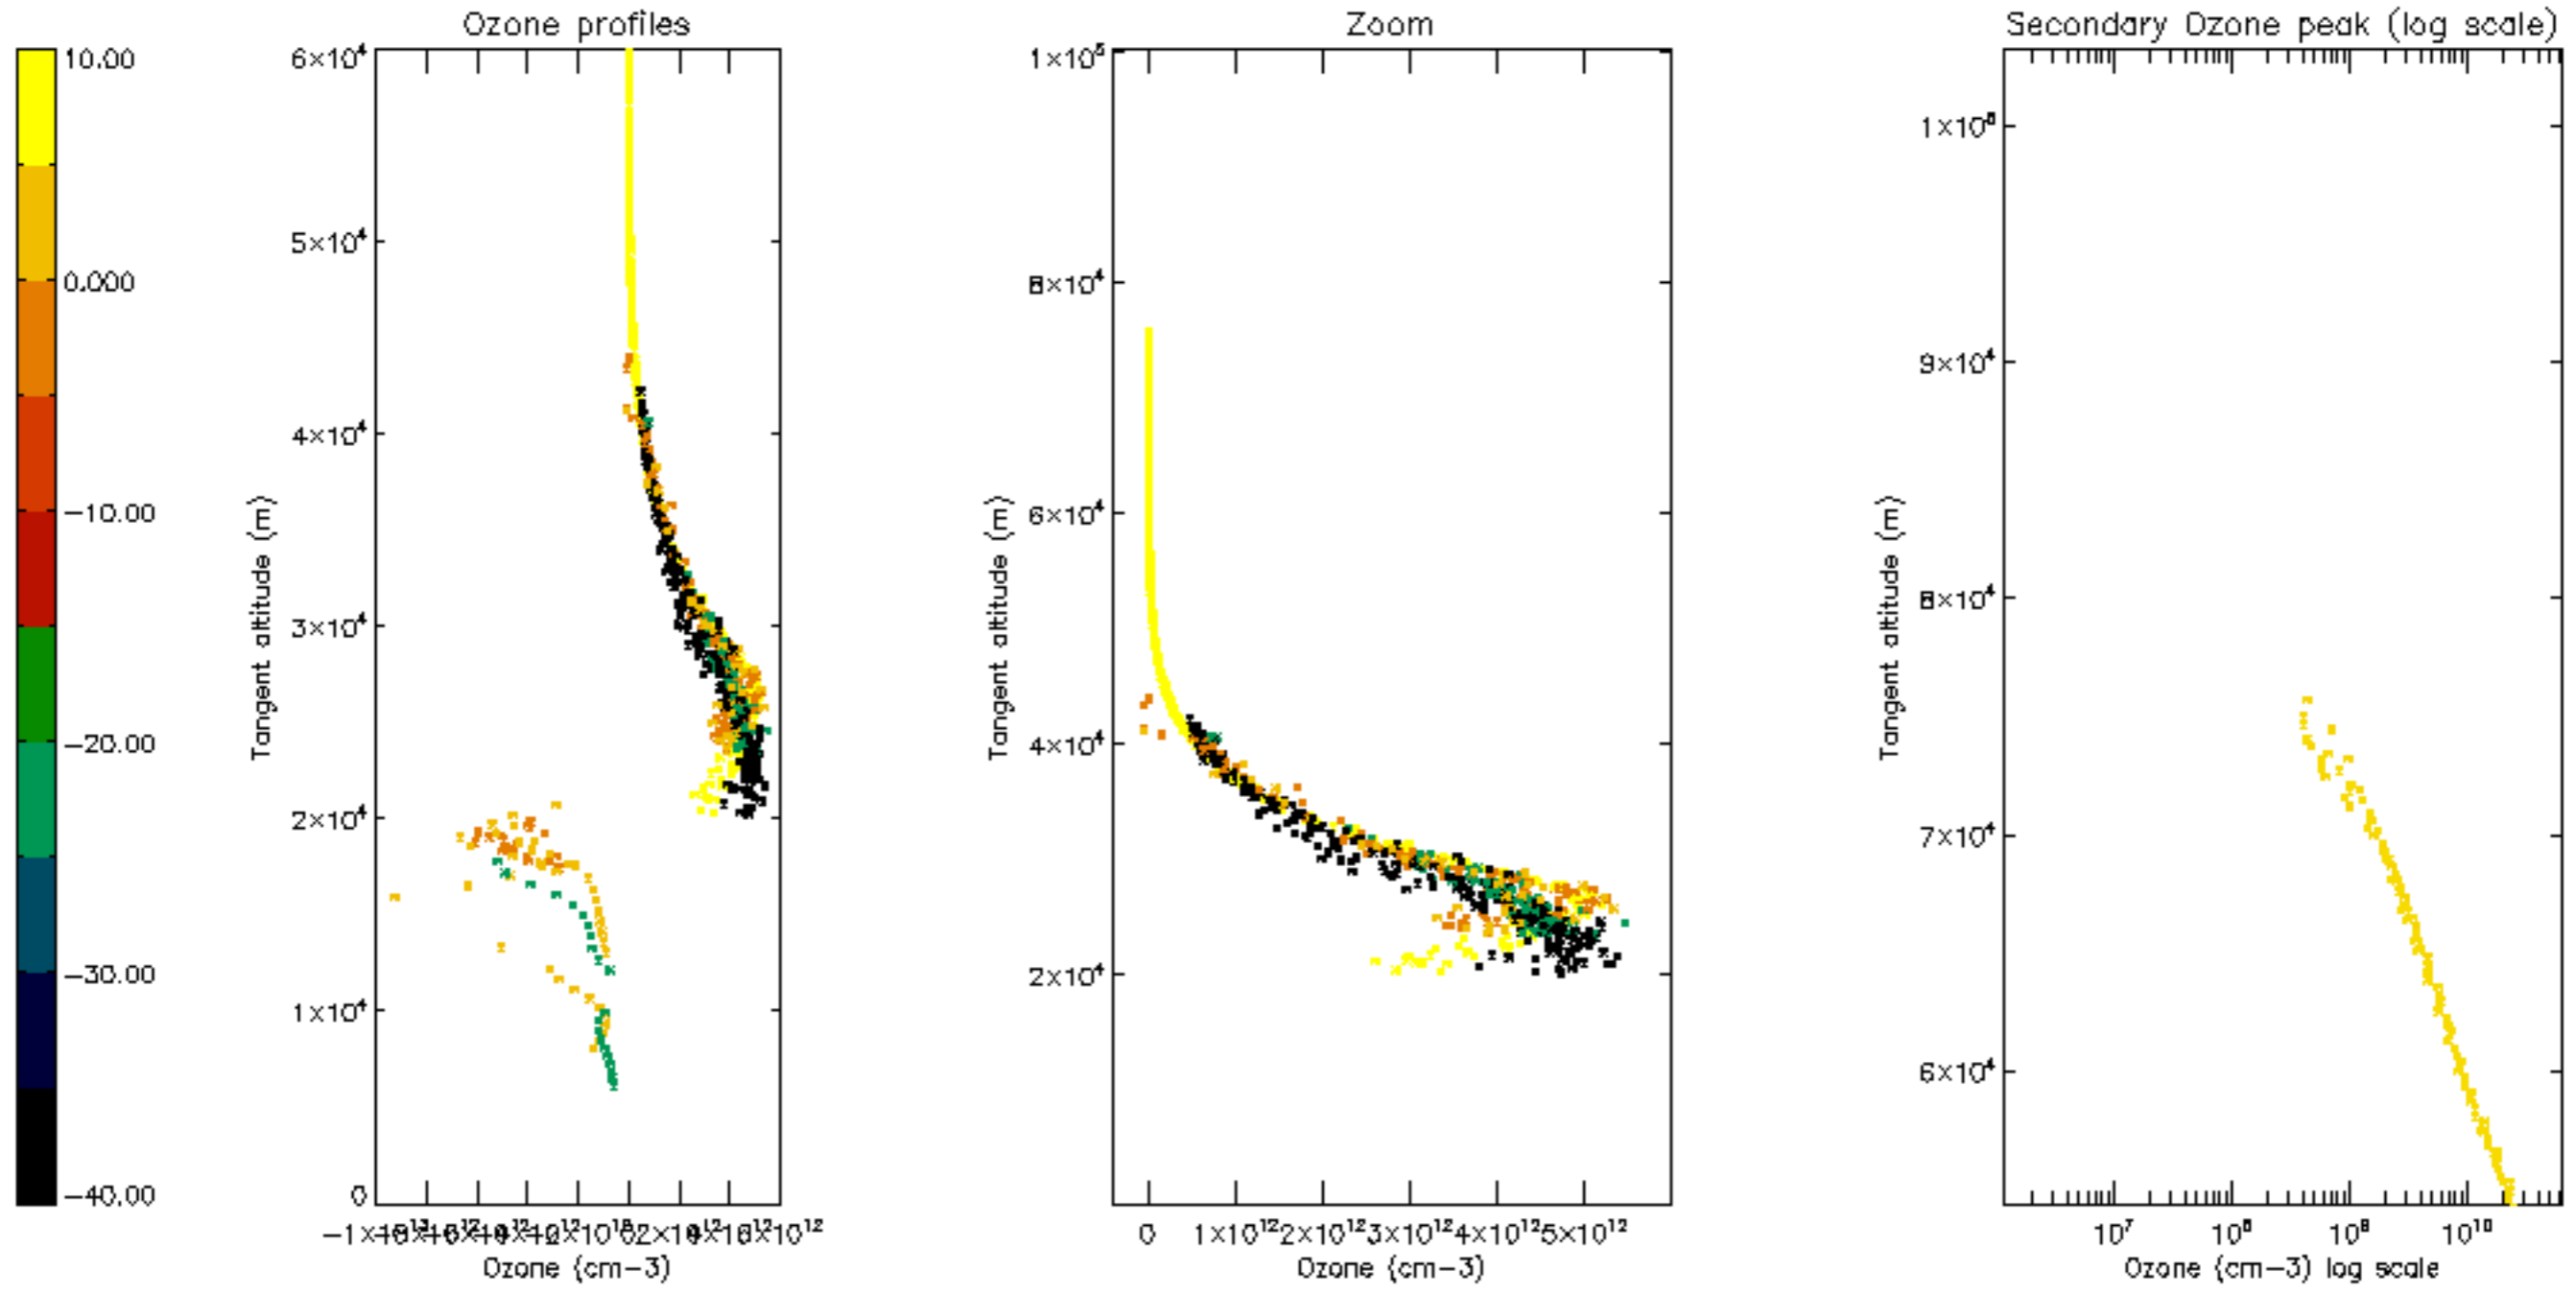 Ozone profiles
Zoom
Secondary Ozone peak (log scale)
10.00
0.000
−10.00
−20.00
−30.00
−40.00
6×10⁴
5×10⁴
4×10⁴
3×10⁴
2×10⁴
1×10⁴
0
Tangent altitude (m)
Ozone (cm−3)
1×10⁵
8×10⁴
6×10⁴
4×10⁴
2×10⁴
Tangent altitude (m)
0 1×10¹² 2×10¹² 3×10¹² 4×10¹² 5×10¹²
Ozone (cm−3)
1×10⁵
9×10⁴
8×10⁴
7×10⁴
6×10⁴
Tangent altitude (m)
10⁷ 10⁸ 10⁹ 10¹⁰
Ozone (cm−3) log scale